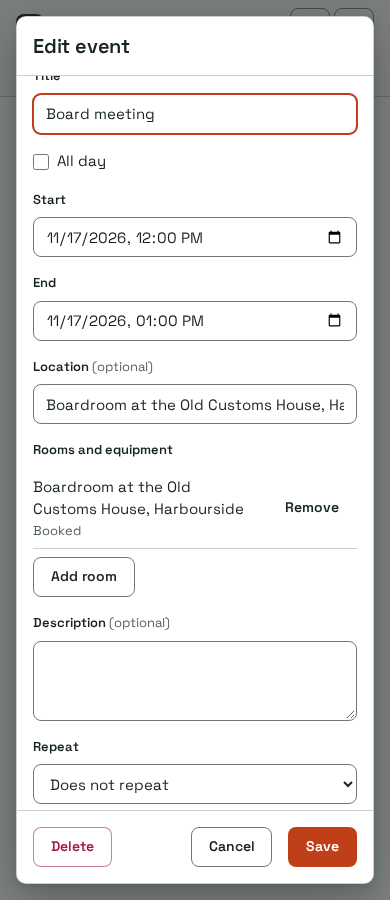 Edit event
Title
Board meeting
All day
Start
11/17/2026, 12:00 PM
End
11/17/2026, 01:00 PM
Location (optional)
Boardroom at the Old Customs House, Ha
Rooms and equipment
Boardroom at the Old
Customs House, Harbourside
Remove
Booked
Add room
Description (optional)
Repeat
Does not repeat
Delete
Cancel
Save